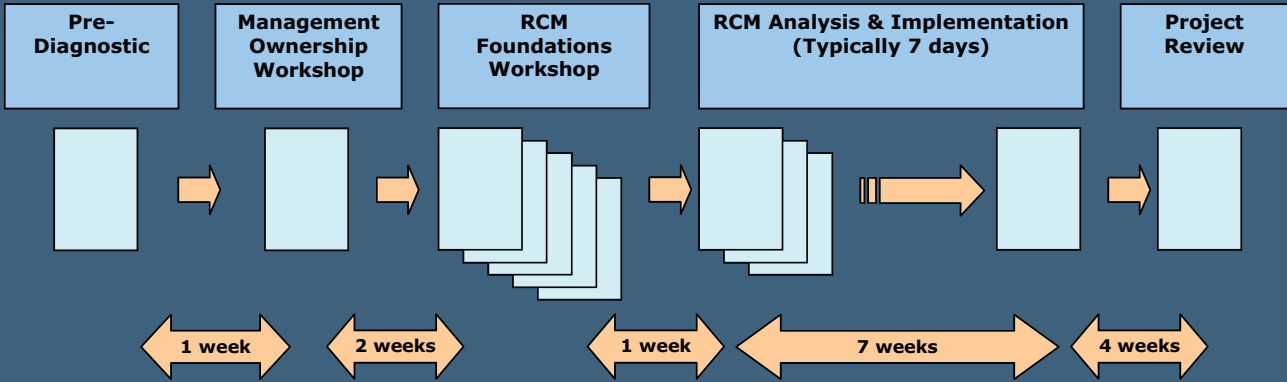 Pre-
Diagnostic
Management
Ownership
Workshop
RCM
Foundations
Workshop
RCM Analysis & Implementation
(Typically 7 days)
Project
Review
1 week
2 weeks
1 week
7 weeks
4 weeks